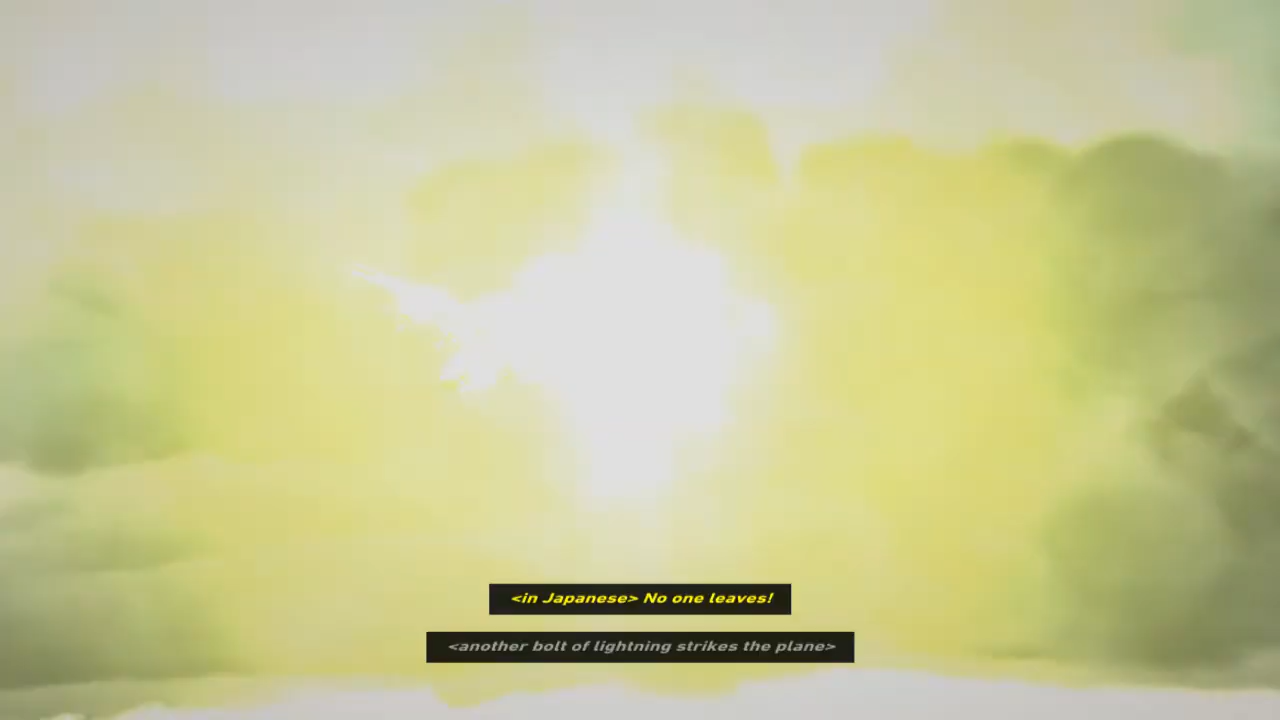 <in Japanese> No one leaves!
<another bolt of lightning strikes the plane>